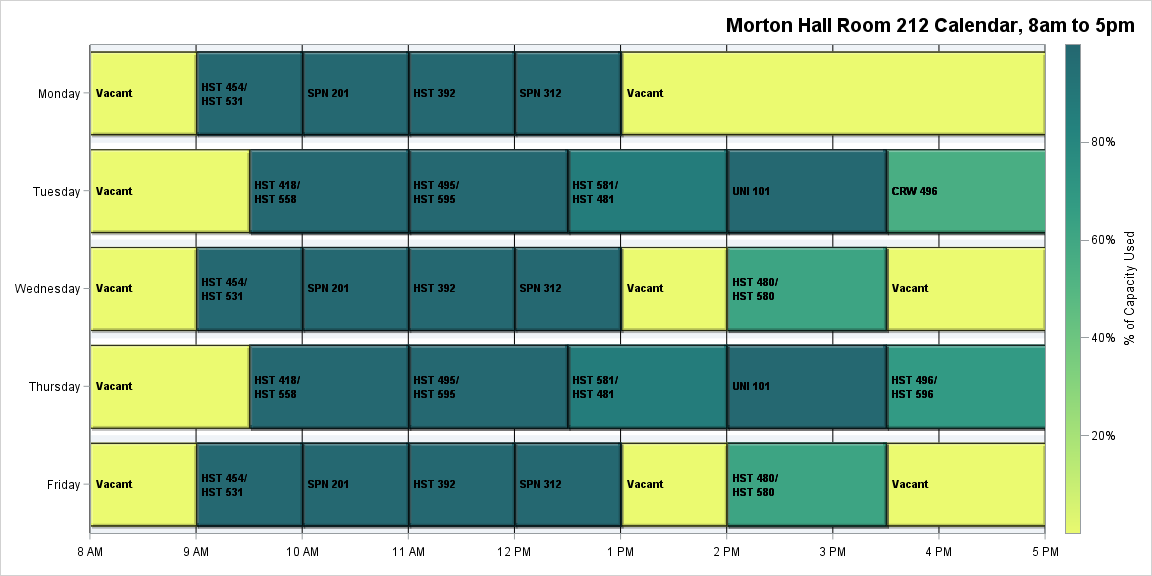 Morton Hall Room 212 Calendar, 8am to 5pm
Monday
Vacant
HST 454/
HST 531
SPN 201
HST 392
SPN 312
Vacant
Tuesday
Vacant
HST 418/
HST 558
HST 495/
HST 595
HST 581/
HST 481
UNI 101
CRW 496
Wednesday
Vacant
HST 454/
HST 531
SPN 201
HST 392
SPN 312
Vacant
HST 480/
HST 580
Vacant
Thursday
Vacant
HST 418/
HST 558
HST 495/
HST 595
HST 581/
HST 481
UNI 101
HST 496/
HST 596
Friday
Vacant
HST 454/
HST 531
SPN 201
HST 392
SPN 312
Vacant
HST 480/
HST 580
Vacant
8 AM
9 AM
10 AM
11 AM
12 PM
1 PM
2 PM
3 PM
4 PM
5 PM
80%
60%
40%
20%
% of Capacity Used